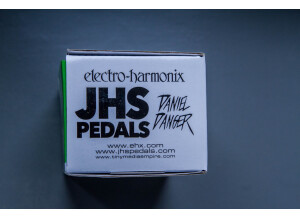 electro-harmonix
JHS
PEDALS
DANIEL
DANGER
www.ehx.com
www.jhspedals.com
www.tinymediaempire.com